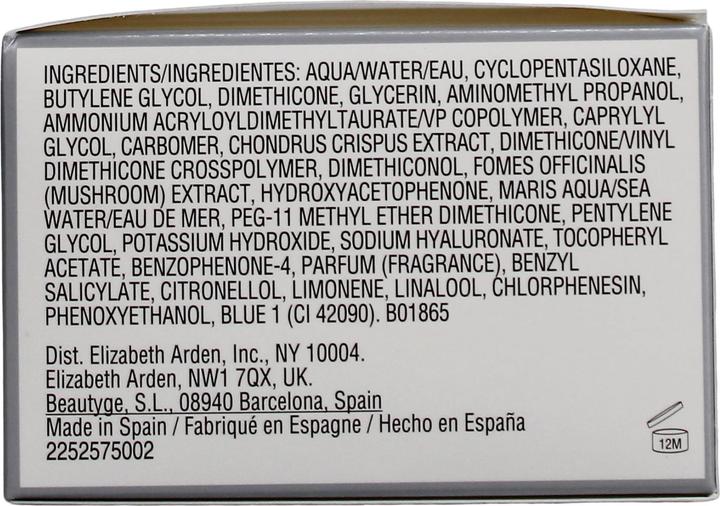 INGREDIENTS/INGREDIENTES: AQUA/WATER/EAU, CYCLOPENTASILOXANE,
BUTYLENE GLYCOL, DIMETHICONE, GLYCERIN, AMINOMETHYL PROPANOL,
AMMONIUM ACRYLOYLDIMETHYLTAURATE/VP COPOLYMER, CAPRYLYL
GLYCOL, CARBOMER, CHONDRUS CRISPUS EXTRACT, DIMETHICONE/VINYL
DIMETHICONE CROSSPOLYMER, DIMETHICONOL, FOMES OFFICINALIS
(MUSHROOM) EXTRACT, HYDROXYACETOPHENONE, MARIS AQUA/SEA
WATER/EAU DE MER, PEG-11 METHYL ETHER DIMETHICONE, PENTYLENE
GLYCOL, POTASSIUM HYDROXIDE, SODIUM HYALURONATE, TOCOPHERYL
ACETATE, BENZOPHENONE-4, PARFUM (FRAGRANCE), BENZYL
SALICYLATE, CITRONELLOL, LIMONENE, LINALOOL, CHLORPHENESIN,
PHENOXYETHANOL, BLUE 1 (CI 42090). B01865
Dist. Elizabeth Arden, Inc., NY 10004.
Elizabeth Arden, NW1 7QX, UK.
Beautyge, S.L., 08940 Barcelona, Spain
Made in Spain / Fabriqué en Espagne / Hecho en España
2252575002
12M